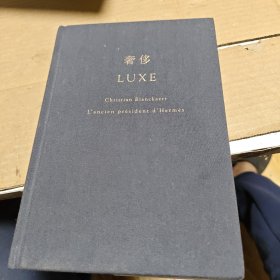 奢侈
LUXE
Christian Blanckaert
L'ancien président d'Hermès